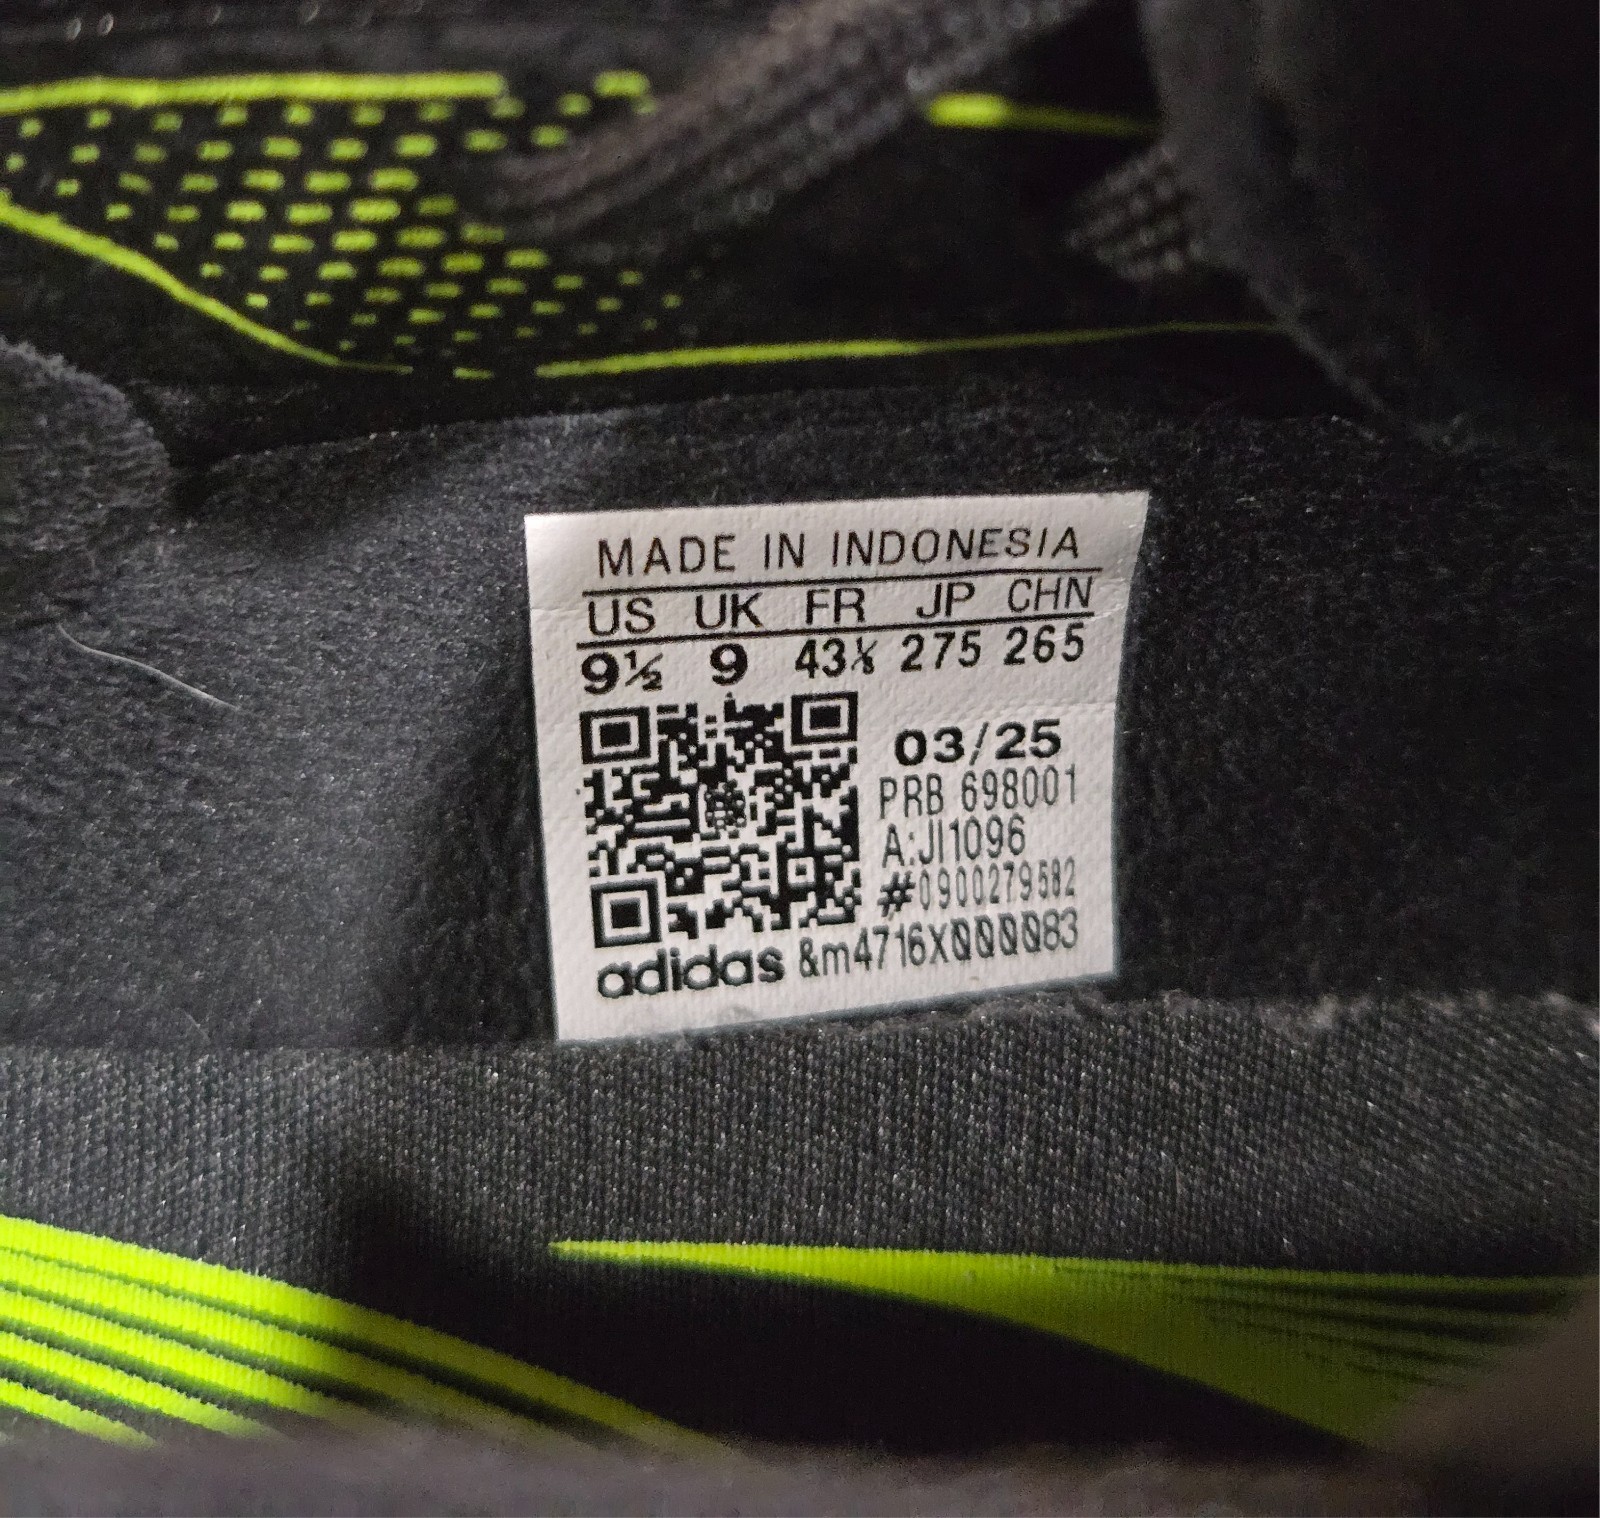 MADE IN INDONESIA
US UK FR JP CHN
9½ 9 43⅓ 275 265
03/25
PRB 698001
A:JI1096
#0900279582
adidas &m4716X000083